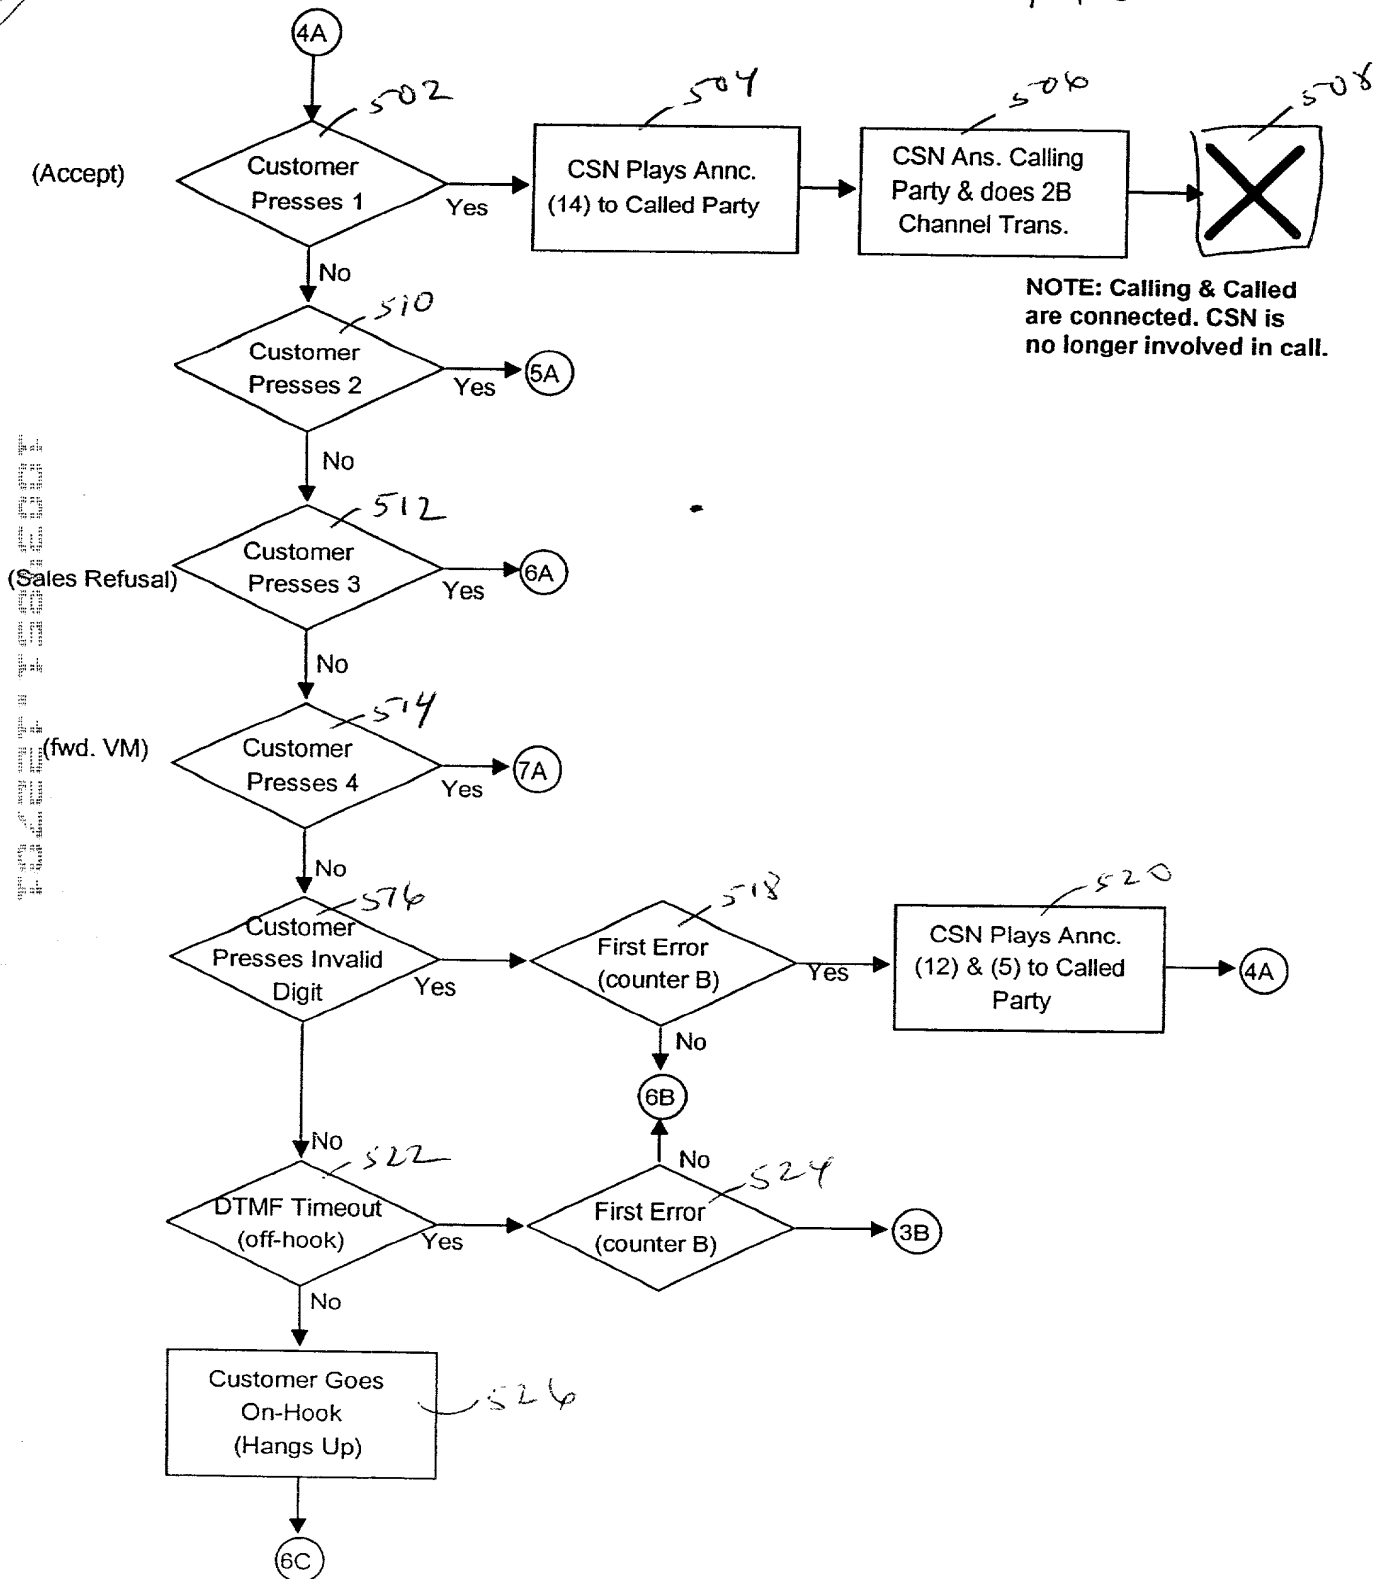 4A
502
504
506
508
(Accept)
Customer
Presses 1
Yes
CSN Plays Annc.
(14) to Called Party
CSN Ans. Calling
Party & does 2B
Channel Trans.
No
NOTE: Calling & Called
are connected. CSN is
no longer involved in call.
510
Customer
Presses 2
Yes
5A
No
512
(Sales Refusal)
Customer
Presses 3
Yes
6A
No
514
(fwd. VM)
Customer
Presses 4
Yes
7A
No
516
Customer
Presses Invalid
Digit
Yes
518
First Error
(counter B)
Yes
520
CSN Plays Annc.
(12) & (5) to Called
Party
4A
No
6B
No
No
522
DTMF Timeout
(off-hook)
Yes
524
First Error
(counter B)
3B
No
Customer Goes
On-Hook
(Hangs Up)
526
6C